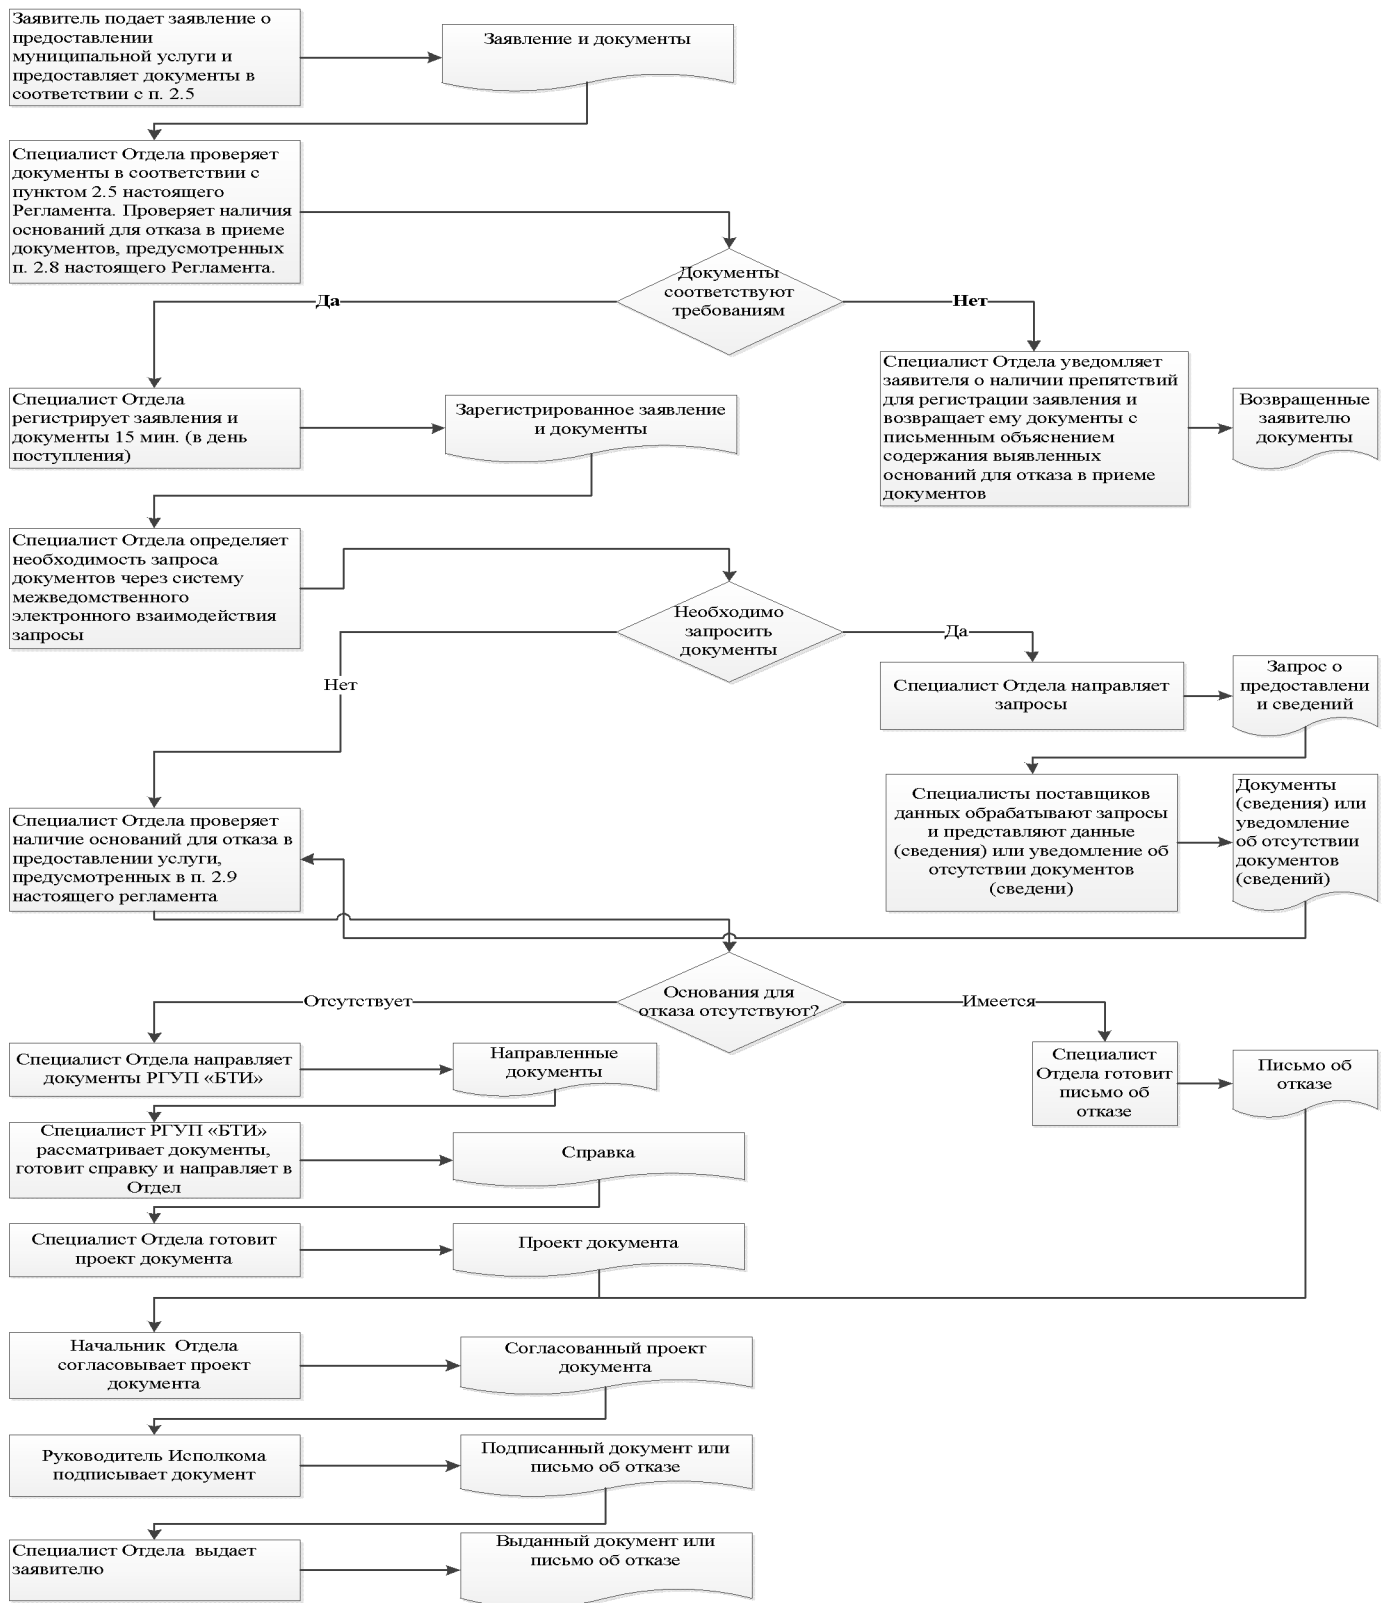 Заявитель подает заявление о
предоставлении
муниципальной услуги и
предоставляет документы в
соответствии с п. 2.5
Заявление и документы
Специалист Отдела проверяет
документы в соответствии с
пунктом 2.5 настоящего
Регламента. Проверяет наличия
оснований для отказа в приеме
документов, предусмотренных
п. 2.8 настоящего Регламента.
Документы
соответствуют
требованиям
Да
Нет
Специалист Отдела уведомляет
заявителя о наличии препятствий
для регистрации заявления и
возвращает ему документы с
письменным объяснением
содержания выявленных
оснований для отказа в приеме
документов
Возвращенные
заявителю
документы
Специалист Отдела
регистрирует заявления и
документы 15 мин. (в день
поступления)
Зарегистрированное заявление
и документы
Специалист Отдела определяет
необходимость запроса
документов через систему
межведомственного
электронного взаимодействия
запросы
Необходимо
запросить
документы
Да
Нет
Специалист Отдела направляет
запросы
Запрос о
предоставлени
и сведений
Специалисты поставщиков
данных обрабатывают запросы
и представляют данные
(сведения) или уведомление об
отсутствии документов
(сведени)
Документы
(сведения) или
уведомление
об отсутствии
документов
(сведений)
Специалист Отдела проверяет
наличие оснований для отказа в
предоставлении услуги,
предусмотренных в п. 2.9
настоящего регламента
Основания для
отказа отсутствуют?
Отсутствует
Имеется
Специалист Отдела направляет
документы РГУП «БТИ»
Направленные
документы
Специалист
Отдела готовит
письмо об
отказе
Письмо об
отказе
Специалист РГУП «БТИ»
рассматривает документы,
готовит справку и направляет в
Отдел
Справка
Специалист Отдела готовит
проект документа
Проект документа
Начальник  Отдела
согласовывает проект
документа
Согласованный проект
документа
Руководитель Исполкома
подписывает документ
Подписанный документ или
письмо об отказе
Специалист Отдела  выдает
заявителю
Выданный документ или
письмо об отказе